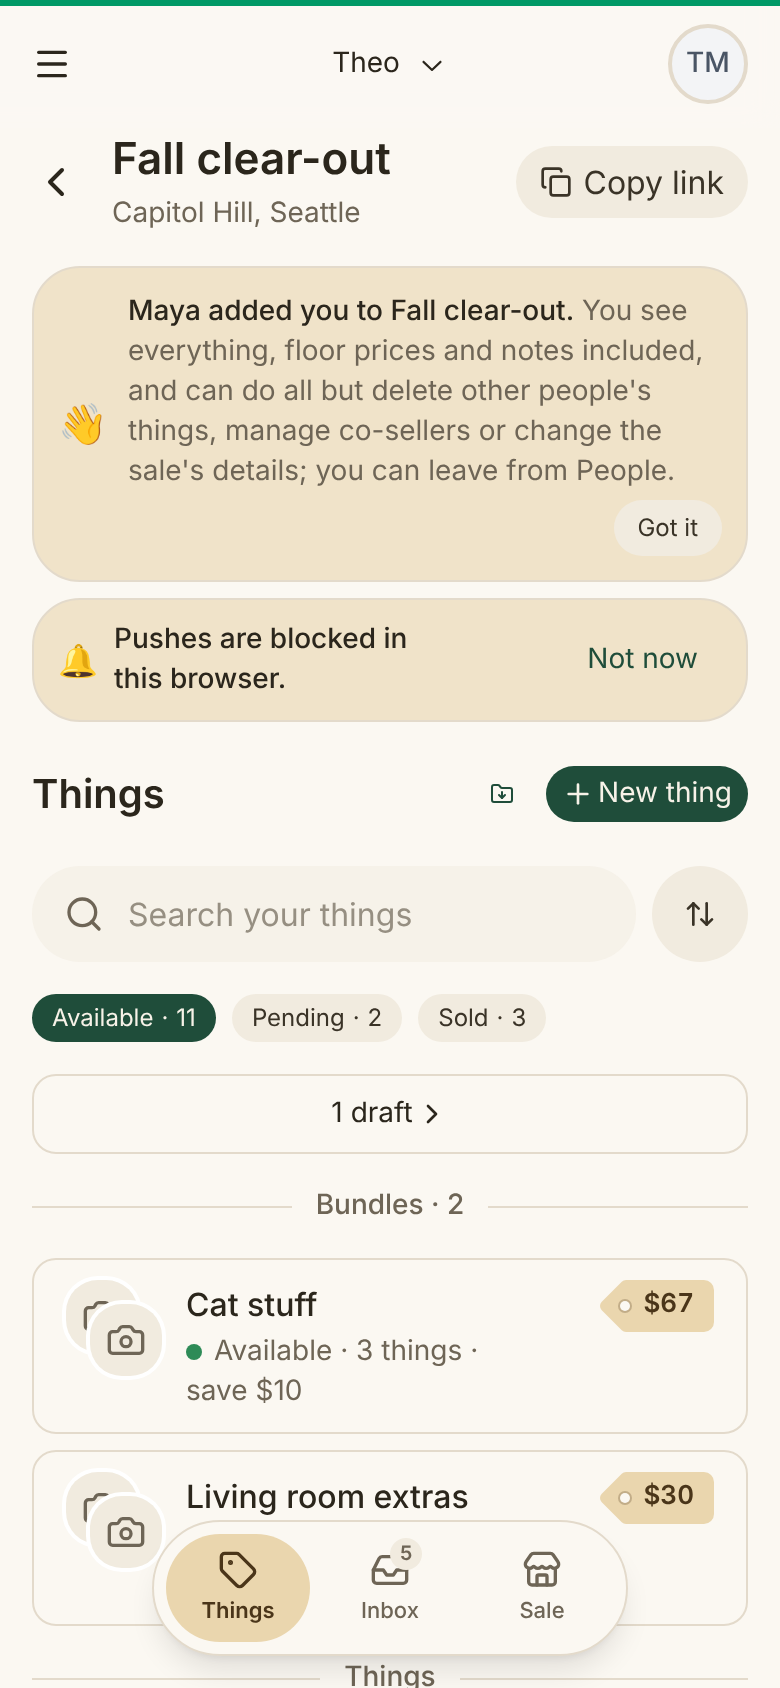 Theo
TM
Fall clear-out
Capitol Hill, Seattle
Copy link
Maya added you to Fall clear-out. You see
everything, floor prices and notes included,
and can do all but delete other people's
things, manage co-sellers or change the
sale's details; you can leave from People.
Got it
Pushes are blocked in
this browser.
Not now
Things
New thing
Search your things
Available · 11
Pending · 2
Sold · 3
1 draft
Bundles · 2
Cat stuff
$67
Available · 3 things ·
save $10
Living room extras
$30
5
Things
Inbox
Sale
Things